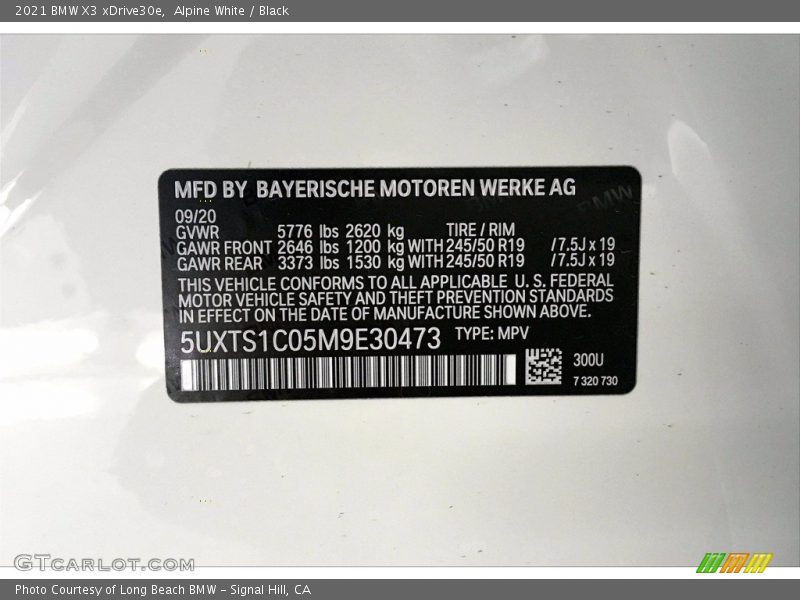 2021 BMW X3 xDrive30e, Alpine White / Black
MFD BY BAYERISCHE MOTOREN WERKE AG
09/20
GVWR 5776 lbs 2620 kg TIRE / RIM
GAWR FRONT 2646 lbs 1200 kg WITH 245/50 R19 / 7.5J x 19
GAWR REAR 3373 lbs 1530 kg WITH 245/50 R19 / 7.5J x 19
THIS VEHICLE CONFORMS TO ALL APPLICABLE U. S. FEDERAL
MOTOR VEHICLE SAFETY AND THEFT PREVENTION STANDARDS
IN EFFECT ON THE DATE OF MANUFACTURE SHOWN ABOVE.
5UXTS1C05M9E30473 TYPE: MPV
300U
7 320 730
GTCARLOT.COM
Photo Courtesy of Long Beach BMW - Signal Hill, CA